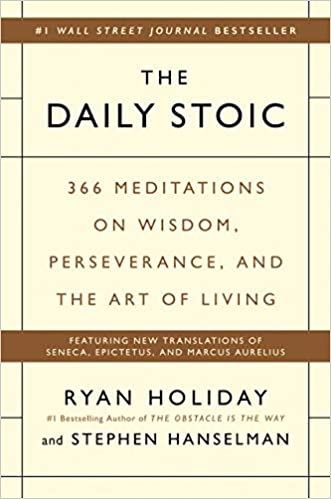 #1 WALL STREET JOURNAL BESTSELLER
THE
DAILY STOIC
366 MEDITATIONS
ON WISDOM,
PERSEVERANCE, AND
THE ART OF LIVING
FEATURING NEW TRANSLATIONS OF
SENECA, EPICTETUS, AND MARCUS AURELIUS
RYAN HOLIDAY
#1 Bestselling Author of THE OBSTACLE IS THE WAY
and STEPHEN HANSELMAN